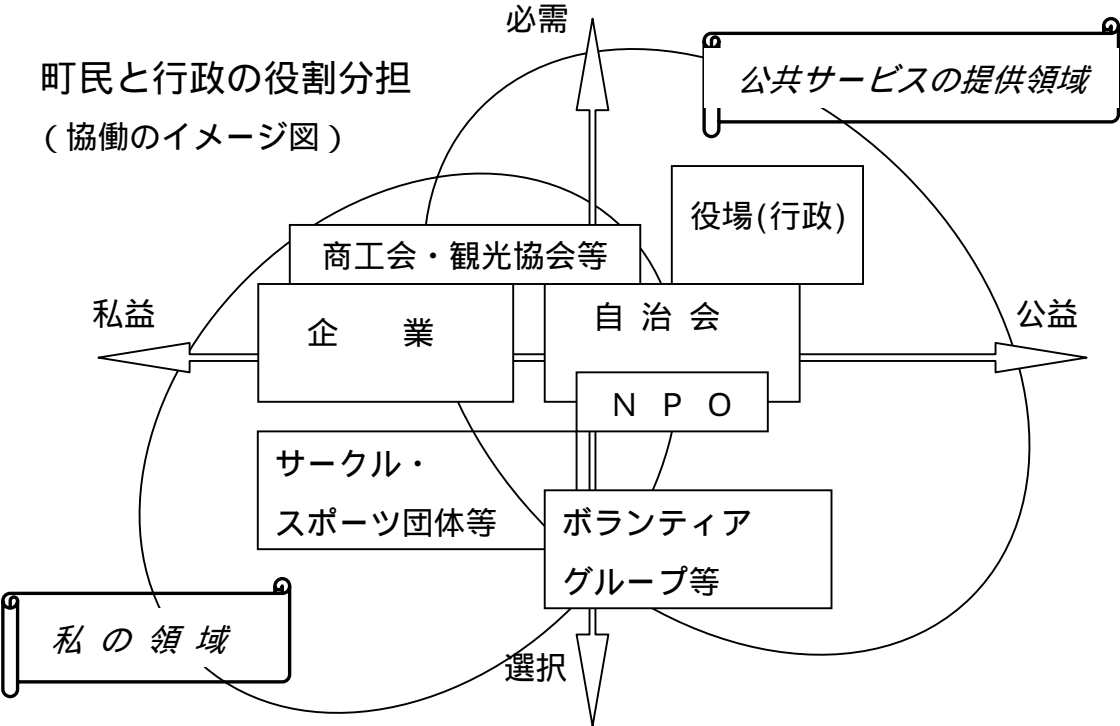 必需
公共サービスの提供領域
町民と行政の役割分担
(協働のイメージ図)
役場(行政)
商工会・観光協会等
私益
企　業
自治会
公益
ＮＰＯ
サークル・
スポーツ団体等
ボランティア
グループ等
私の領域
選択